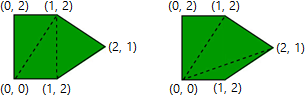 (0, 2) (1, 2)
(2, 1)
(0, 0) (1, 2)
(0, 2) (1, 2)
(2, 1)
(0, 0) (1, 2)